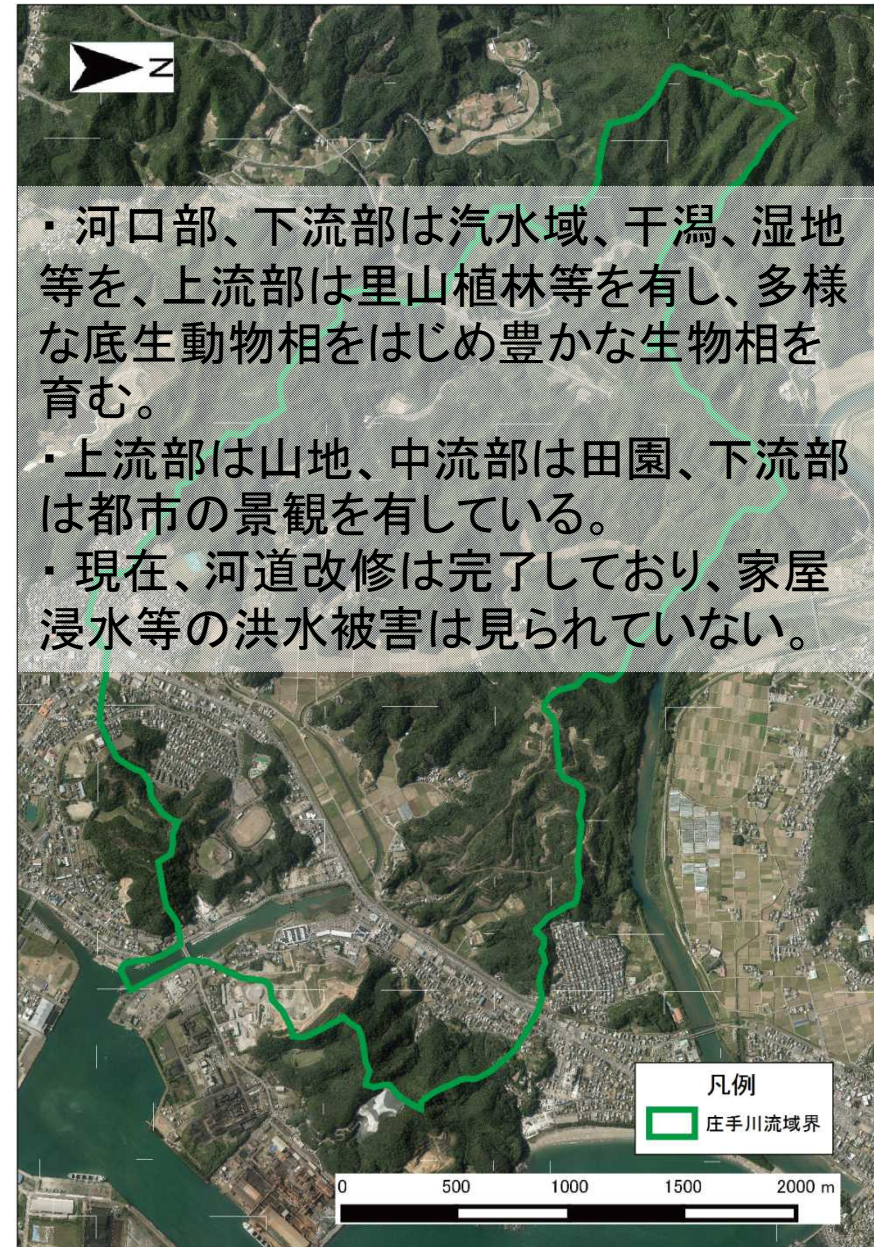 N
・河口部、下流部は汽水域、干潟、湿地
等を、上流部は里山植林等を有し、多様
な底生動物相をはじめ豊かな生物相を
育む。
・上流部は山地、中流部は田園、下流部
は都市の景観を有している。
・現在、河道改修は完了しており、家屋
浸水等の洪水被害は見られていない。
凡例
庄手川流域界
0 500 1000 1500 2000 m